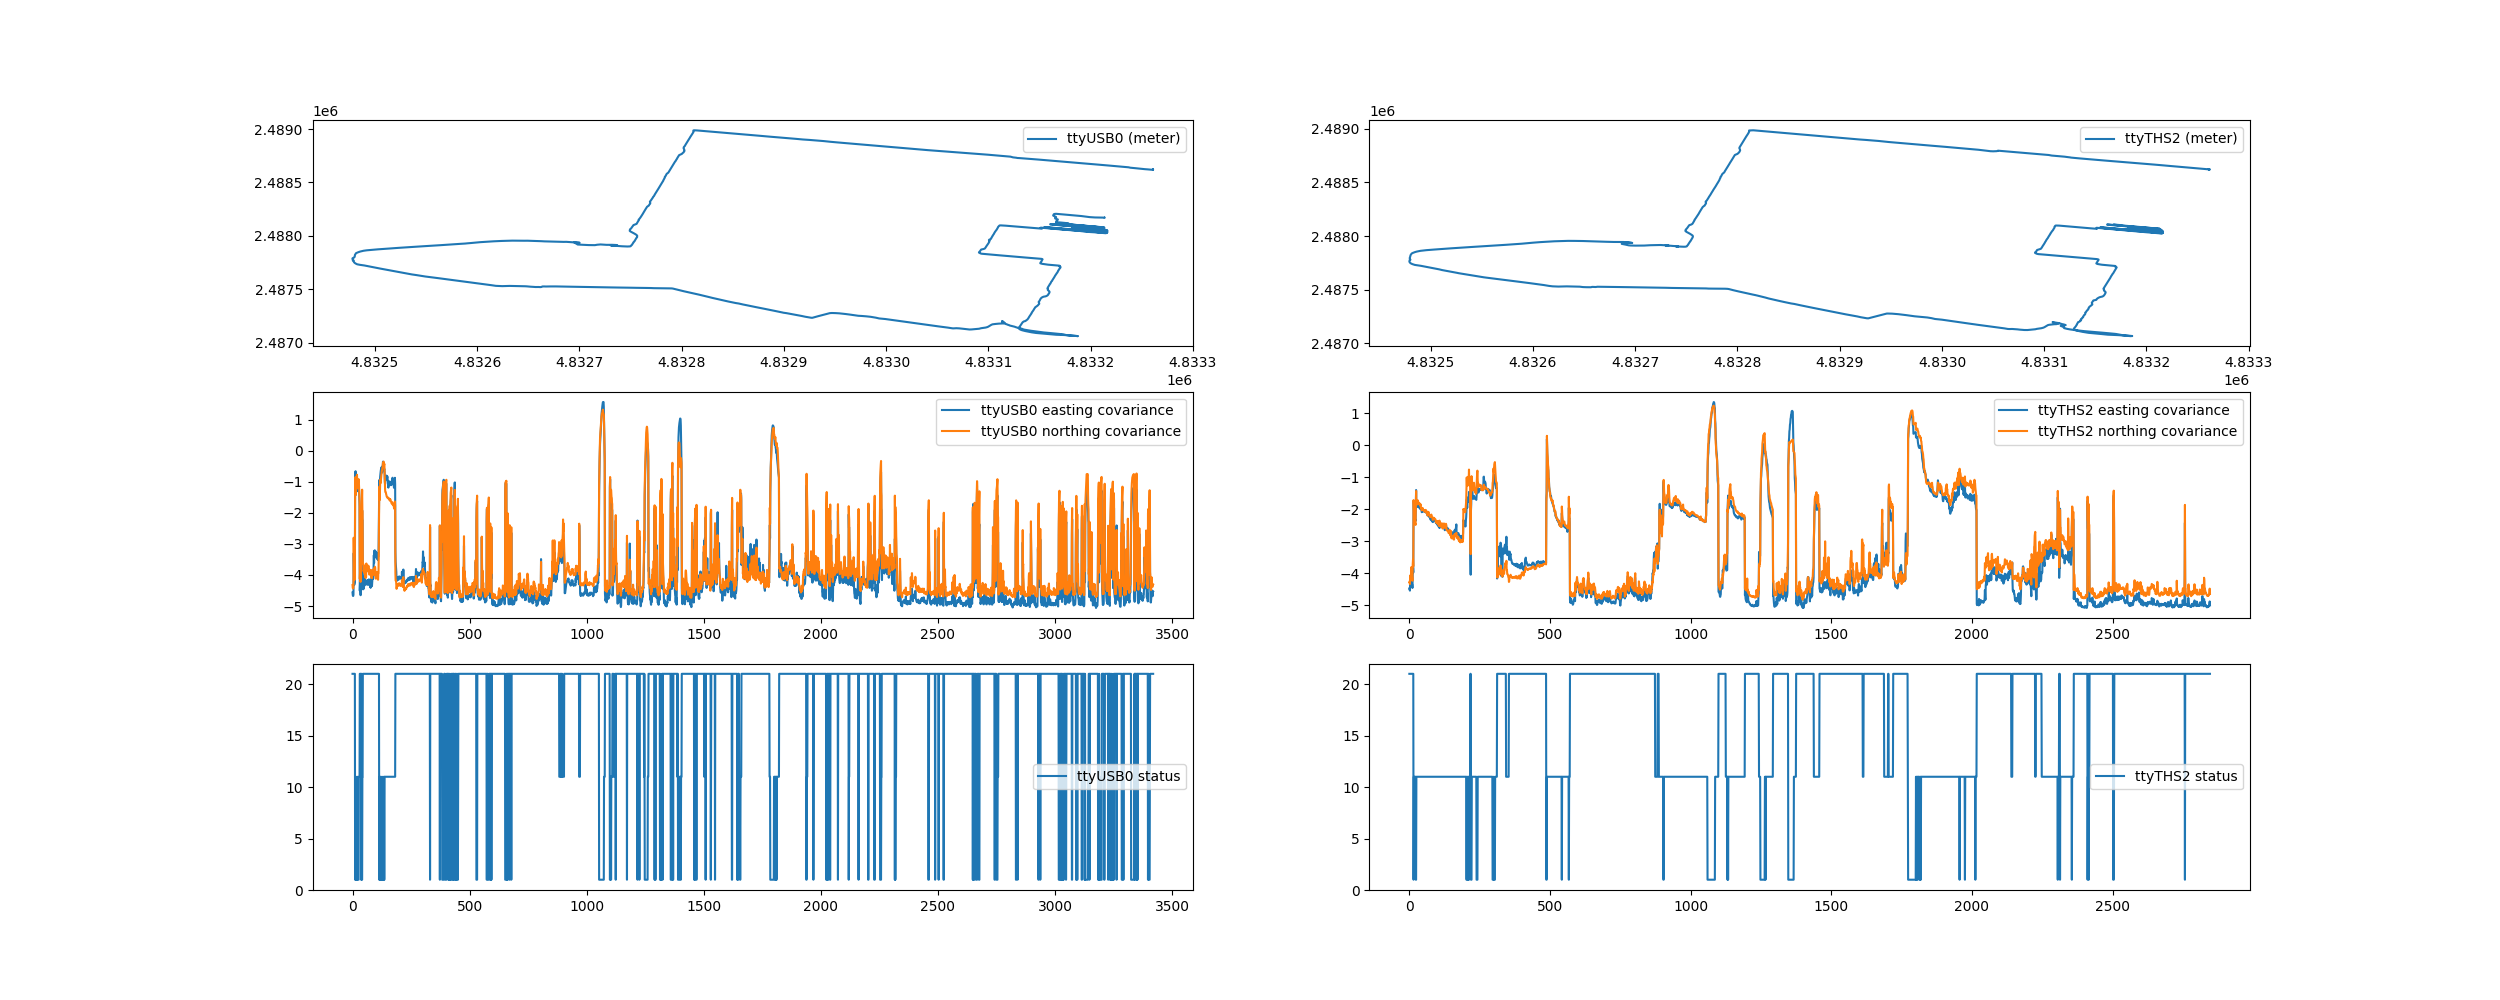 1e6
ttyUSB0 (meter)
2.4890
2.4885
2.4880
2.4875
2.4870
4.8325 4.8326 4.8327 4.8328 4.8329 4.8330 4.8331 4.8332 4.8333
1e6
1e6
ttyTHS2 (meter)
2.4890
2.4885
2.4880
2.4875
2.4870
4.8325 4.8326 4.8327 4.8328 4.8329 4.8330 4.8331 4.8332 4.8333
1e6
ttyUSB0 easting covariance
ttyUSB0 northing covariance
1
0
−1
−2
−3
−4
−5
0 500 1000 1500 2000 2500 3000 3500
ttyTHS2 easting covariance
ttyTHS2 northing covariance
1
0
−1
−2
−3
−4
−5
0 500 1000 1500 2000 2500
20
15
10
5
0
ttyUSB0 status
0 500 1000 1500 2000 2500 3000 3500
20
15
10
5
0
ttyTHS2 status
0 500 1000 1500 2000 2500